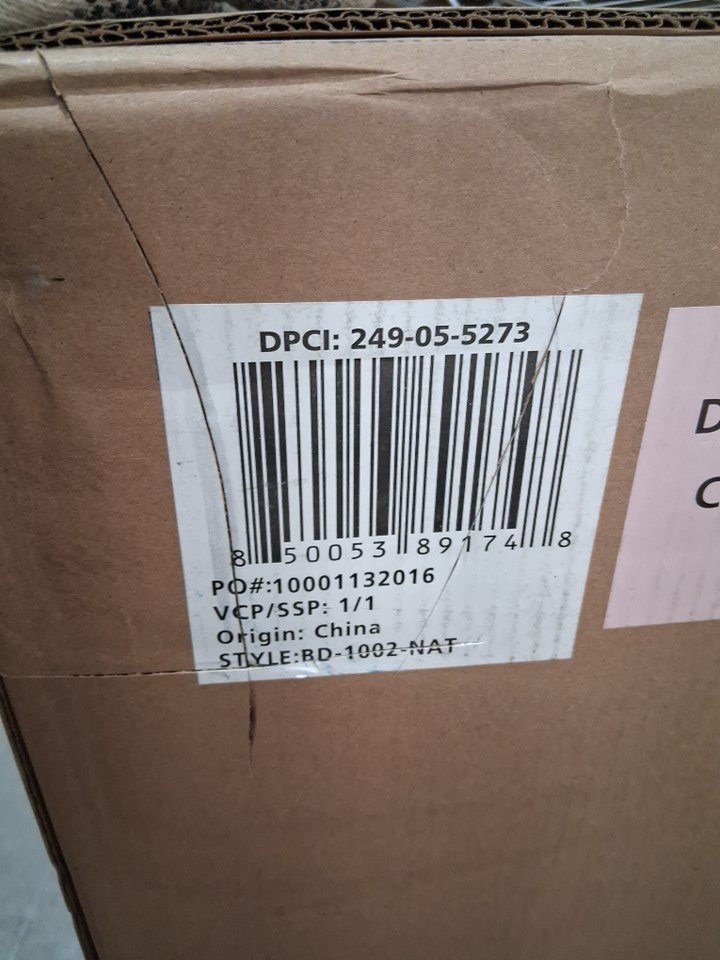 DPCI: 249-05-5273
8 50053 89174 8
PO#:10001132016
VCP/SSP: 1/1
Origin: China
STYLE:BD-1002-NAT
D
C